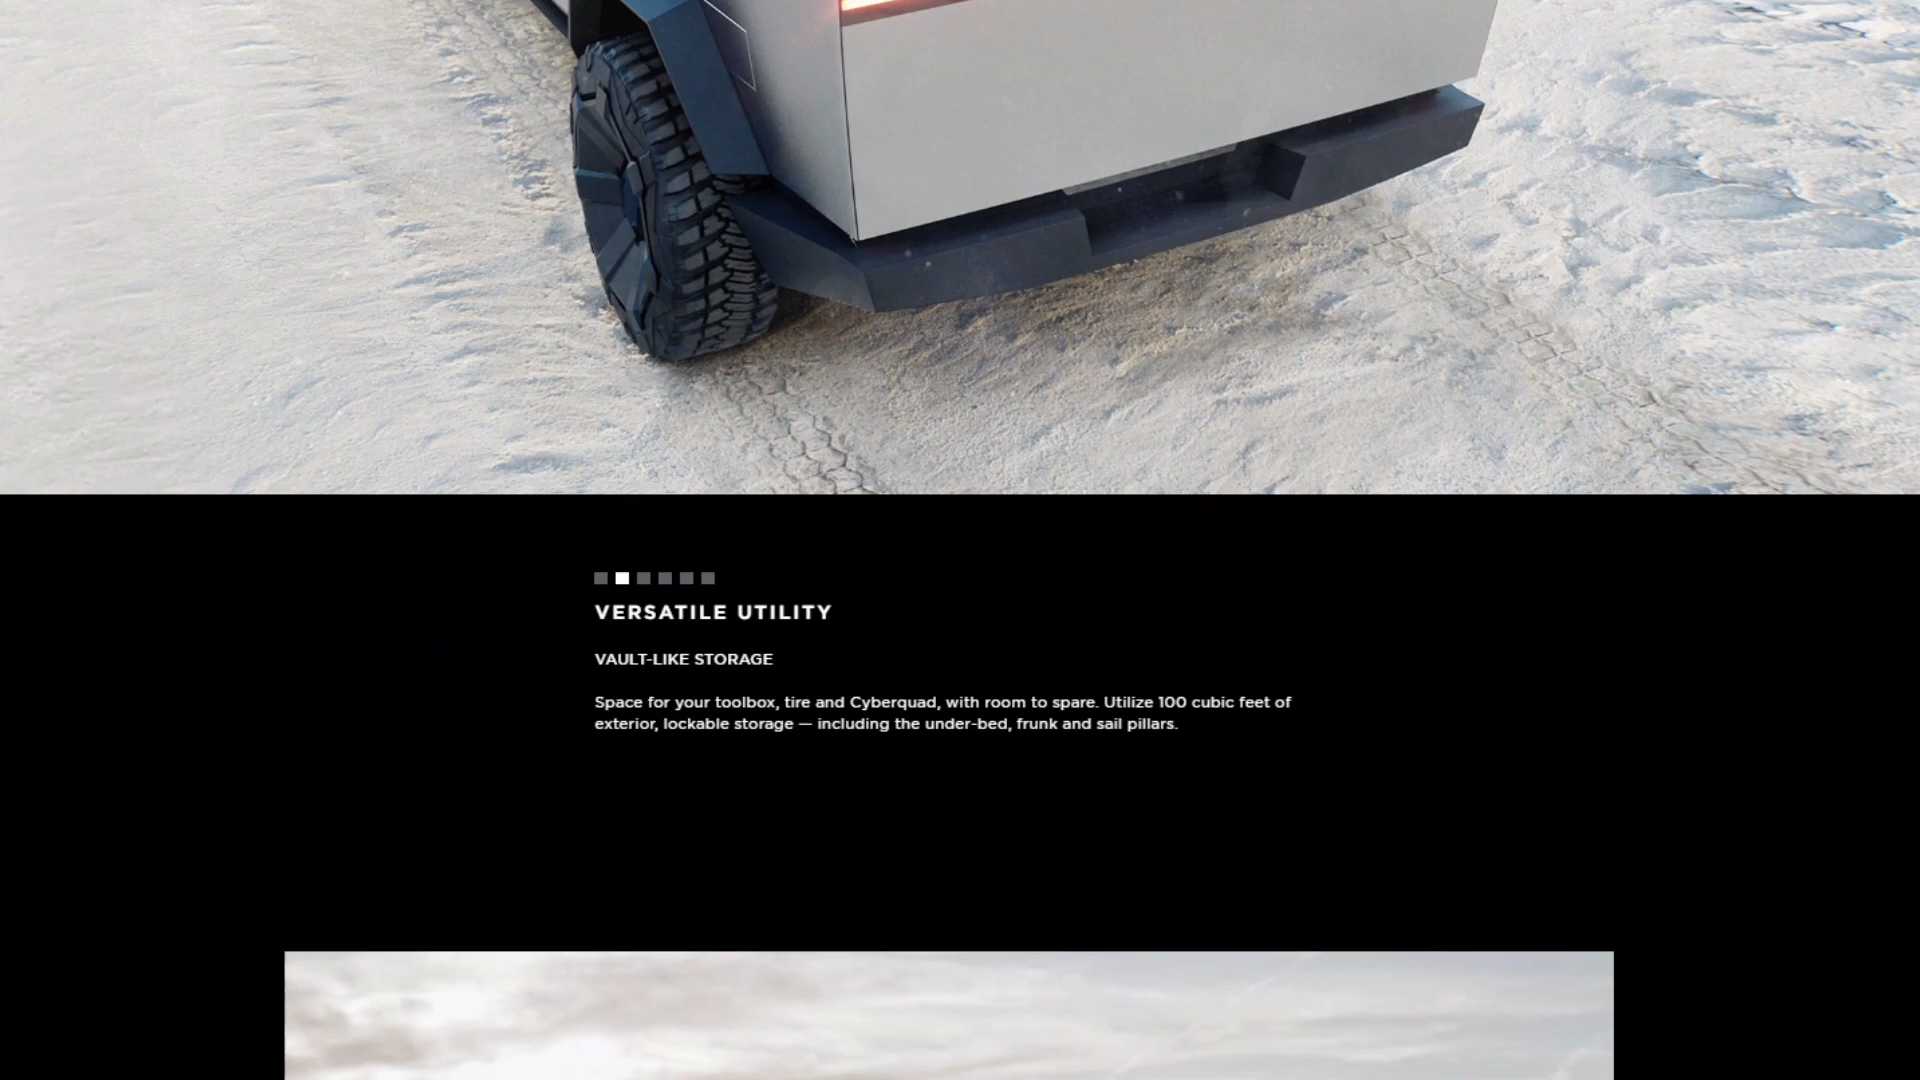 VERSATILE UTILITY
VAULT-LIKE STORAGE
Space for your toolbox, tire and Cyberquad, with room to spare. Utilize 100 cubic feet of
exterior, lockable storage — including the under-bed, frunk and sail pillars.